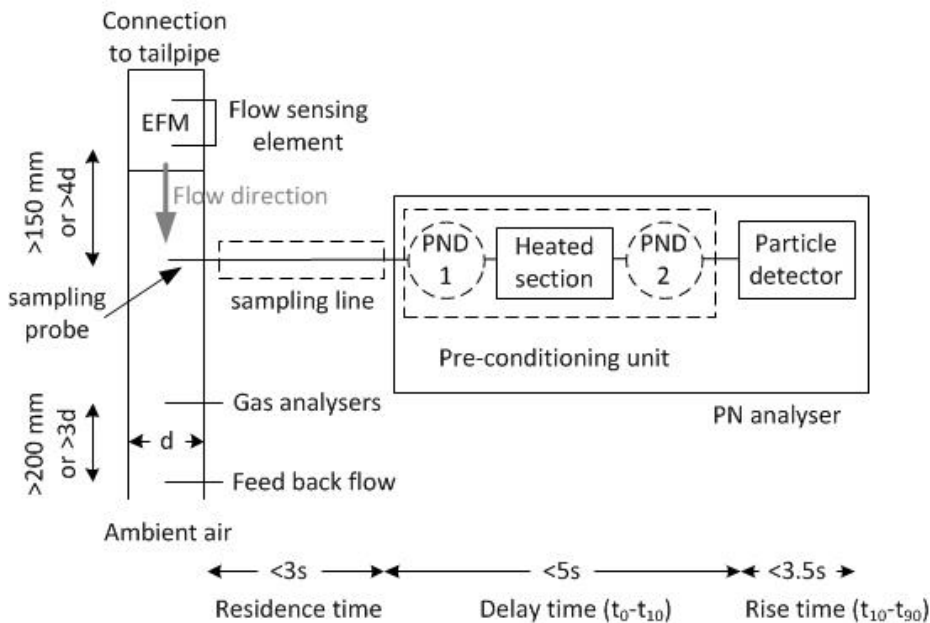 Connection
to tailpipe
EFM
Flow sensing
element
>150 mm
or >4d
Flow direction
PND
1
Heated
section
PND
2
Particle
detector
sampling line
sampling
probe
Pre-conditioning unit
PN analyser
Gas analysers
>200 mm
or >3d
d
Feed back flow
Ambient air
<3s
<5s
<3.5s
Residence time
Delay time (t0-t10)
Rise time (t10-t90)